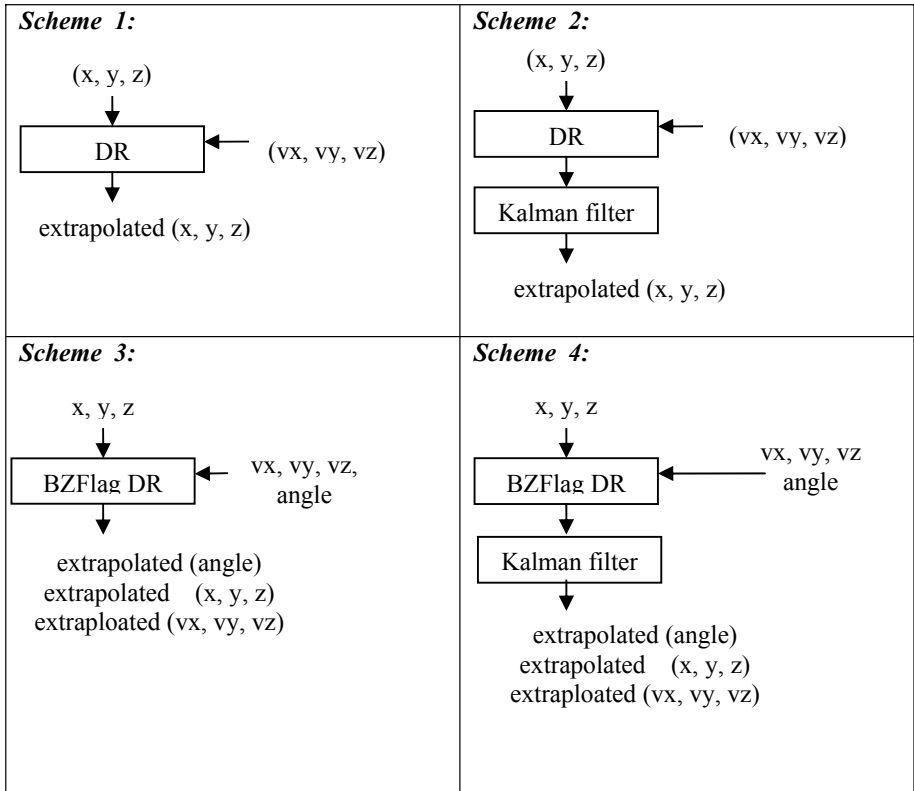 Scheme 1:
(x, y, z)
DR
(vx, vy, vz)
extrapolated (x, y, z)
Scheme 2:
(x, y, z)
DR
(vx, vy, vz)
Kalman filter
extrapolated (x, y, z)
Scheme 3:
x, y, z
BZFlag DR
vx, vy, vz,
angle
extrapolated (angle)
extrapolated (x, y, z)
extraploated (vx, vy, vz)
Scheme 4:
x, y, z
BZFlag DR
vx, vy, vz
angle
Kalman filter
extrapolated (angle)
extrapolated (x, y, z)
extraploated (vx, vy, vz)